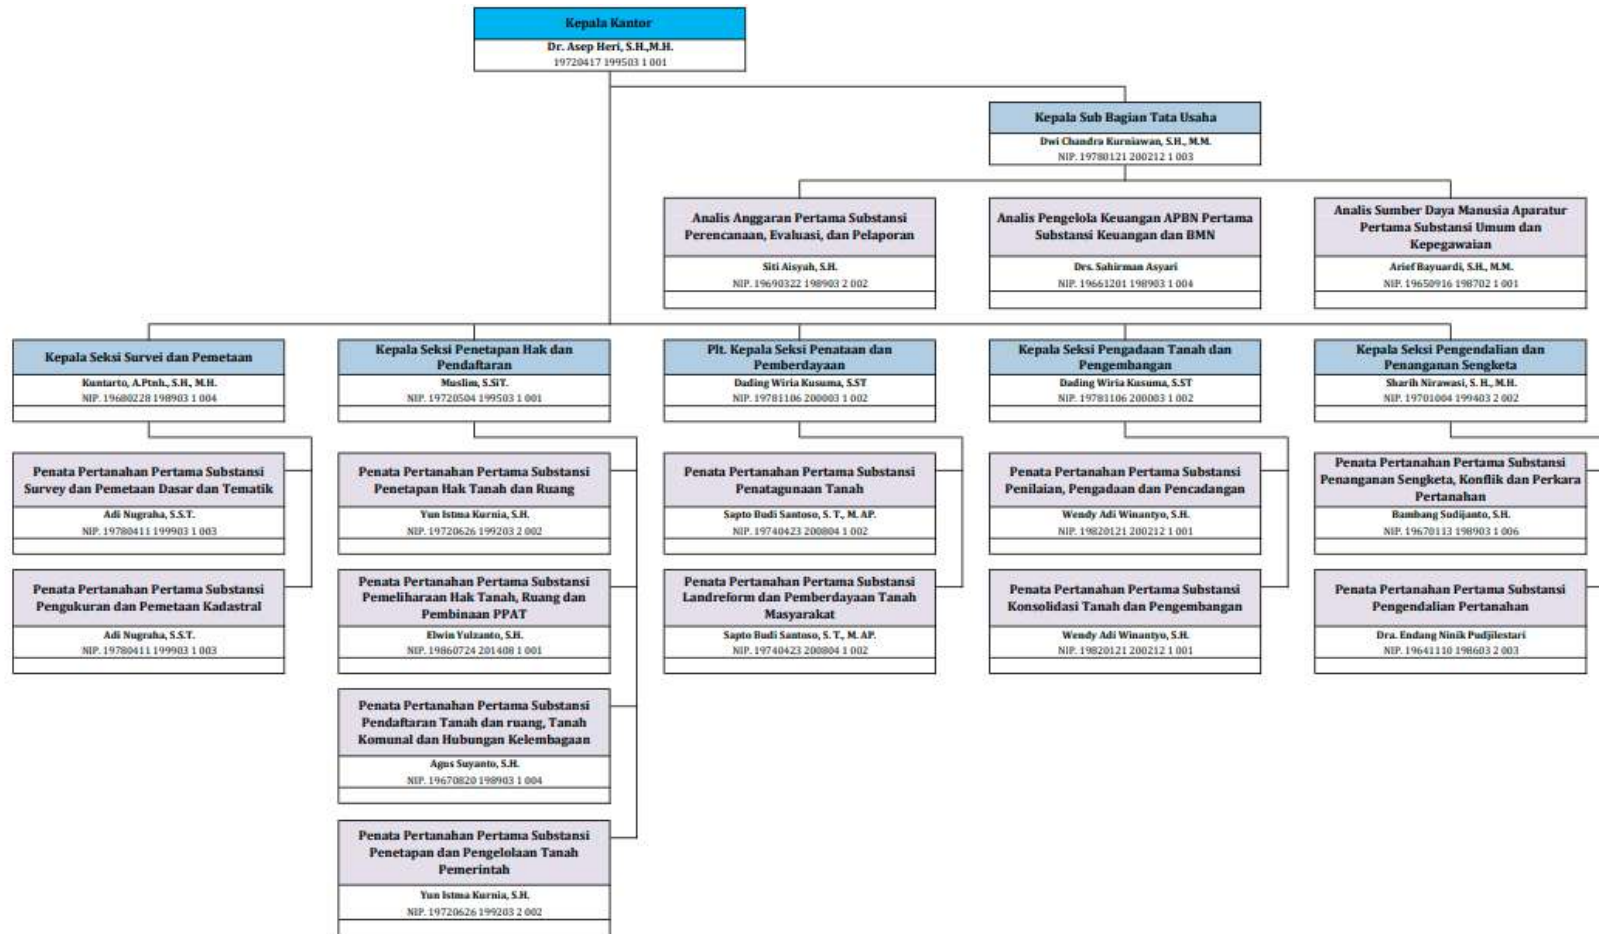 Kepala Kantor
Dr. Asep Heri, S.H.,M.H.
19720417 199503 1 001
Kepala Sub Bagian Tata Usaha
Dwi Chandra Kurniawan, S.H., M.M.
NIP. 19780121 200212 1 003
Analis Anggaran Pertama Substansi
Perencanaan, Evaluasi, dan Pelaporan
Siti Aisyah, S.H.
NIP. 19690322 198903 2 002
Analis Pengelola Keuangan APBN Pertama
Substansi Keuangan dan BMN
Drs. Sahirman Asyari
NIP. 19661201 198903 1 004
Analis Sumber Daya Manusia Aparatur
Pertama Substansi Umum dan
Kepegawaian
Arief Bayuardi, S.H., M.M.
NIP. 19650916 198702 1 001
Kepala Seksi Survei dan Pemetaan
Kuntarto, A.Ptnh., S.H., M.H.
NIP. 19680228 198903 1 004
Penata Pertanahan Pertama Substansi
Survey dan Pemetaan Dasar dan Tematik
Adi Nugraha, S.S.T.
NIP. 19780411 199903 1 003
Penata Pertanahan Pertama Substansi
Pengukuran dan Pemetaan Kadastral
Adi Nugraha, S.S.T.
NIP. 19780411 199903 1 003
Kepala Seksi Penetapan Hak dan
Pendaftaran
Muslim, S.SiT.
NIP. 19720504 199503 1 001
Penata Pertanahan Pertama Substansi
Penetapan Hak Tanah dan Ruang
Yun Istma Kurnia, S.H.
NIP. 19720626 199203 2 002
Penata Pertanahan Pertama Substansi
Pemeliharaan Hak Tanah, Ruang dan
Pembinaan PPAT
Elwin Yulzanto, S.H.
NIP. 19860724 201408 1 001
Penata Pertanahan Pertama Substansi
Pendaftaran Tanah dan ruang, Tanah
Komunal dan Hubungan Kelembagaan
Agus Suyanto, S.H.
NIP. 19670820 198903 1 004
Penata Pertanahan Pertama Substansi
Penetapan dan Pengelolaan Tanah
Pemerintah
Yun Istma Kurnia, S.H.
NIP. 19720626 199203 2 002
Plt. Kepala Seksi Penataan dan
Pemberdayaan
Dading Wiria Kusuma, S.ST
NIP. 19781106 200003 1 002
Penata Pertanahan Pertama Substansi
Penatagunaan Tanah
Sapto Budi Santoso, S. T., M. AP.
NIP. 19740423 200804 1 002
Penata Pertanahan Pertama Substansi
Landreform dan Pemberdayaan Tanah
Masyarakat
Sapto Budi Santoso, S. T., M. AP.
NIP. 19740423 200804 1 002
Kepala Seksi Pengadaan Tanah dan
Pengembangan
Dading Wiria Kusuma, S.ST
NIP. 19781106 200003 1 002
Penata Pertanahan Pertama Substansi
Penilaian, Pengadaan dan Pencadangan
Wendy Adi Winantyo, S.H.
NIP. 19820121 200212 1 001
Penata Pertanahan Pertama Substansi
Konsolidasi Tanah dan Pengembangan
Wendy Adi Winantyo, S.H.
NIP. 19820121 200212 1 001
Kepala Seksi Pengendalian dan
Penanganan Sengketa
Sharih Nirawasi, S. H., M.H.
NIP. 19701004 199403 2 002
Penata Pertanahan Pertama Substansi
Penanganan Sengketa, Konflik dan Perkara
Pertanahan
Bambang Sudijanto, S.H.
NIP. 19670113 198903 1 006
Penata Pertanahan Pertama Substansi
Pengendalian Pertanahan
Dra. Endang Ninik Pudjilestari
NIP. 19641110 198603 2 003